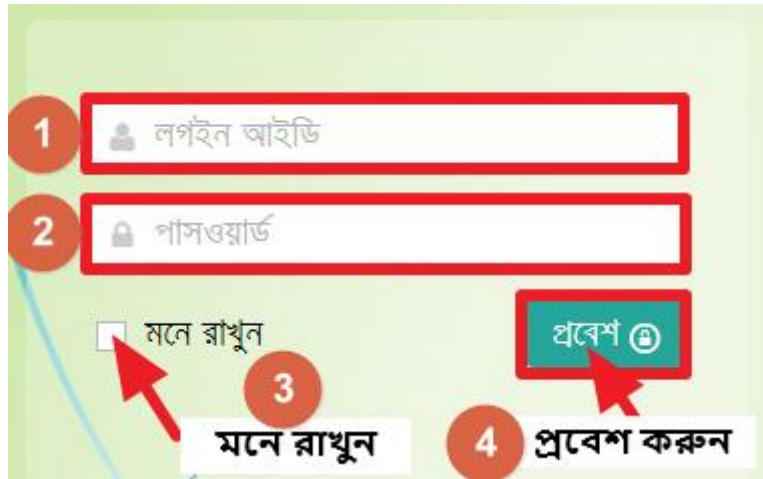 1 লগইন আইডি
2 পাসওয়ার্ড
মনে রাখুন প্রবেশ
3
মনে রাখুন 4 প্রবেশ করুন